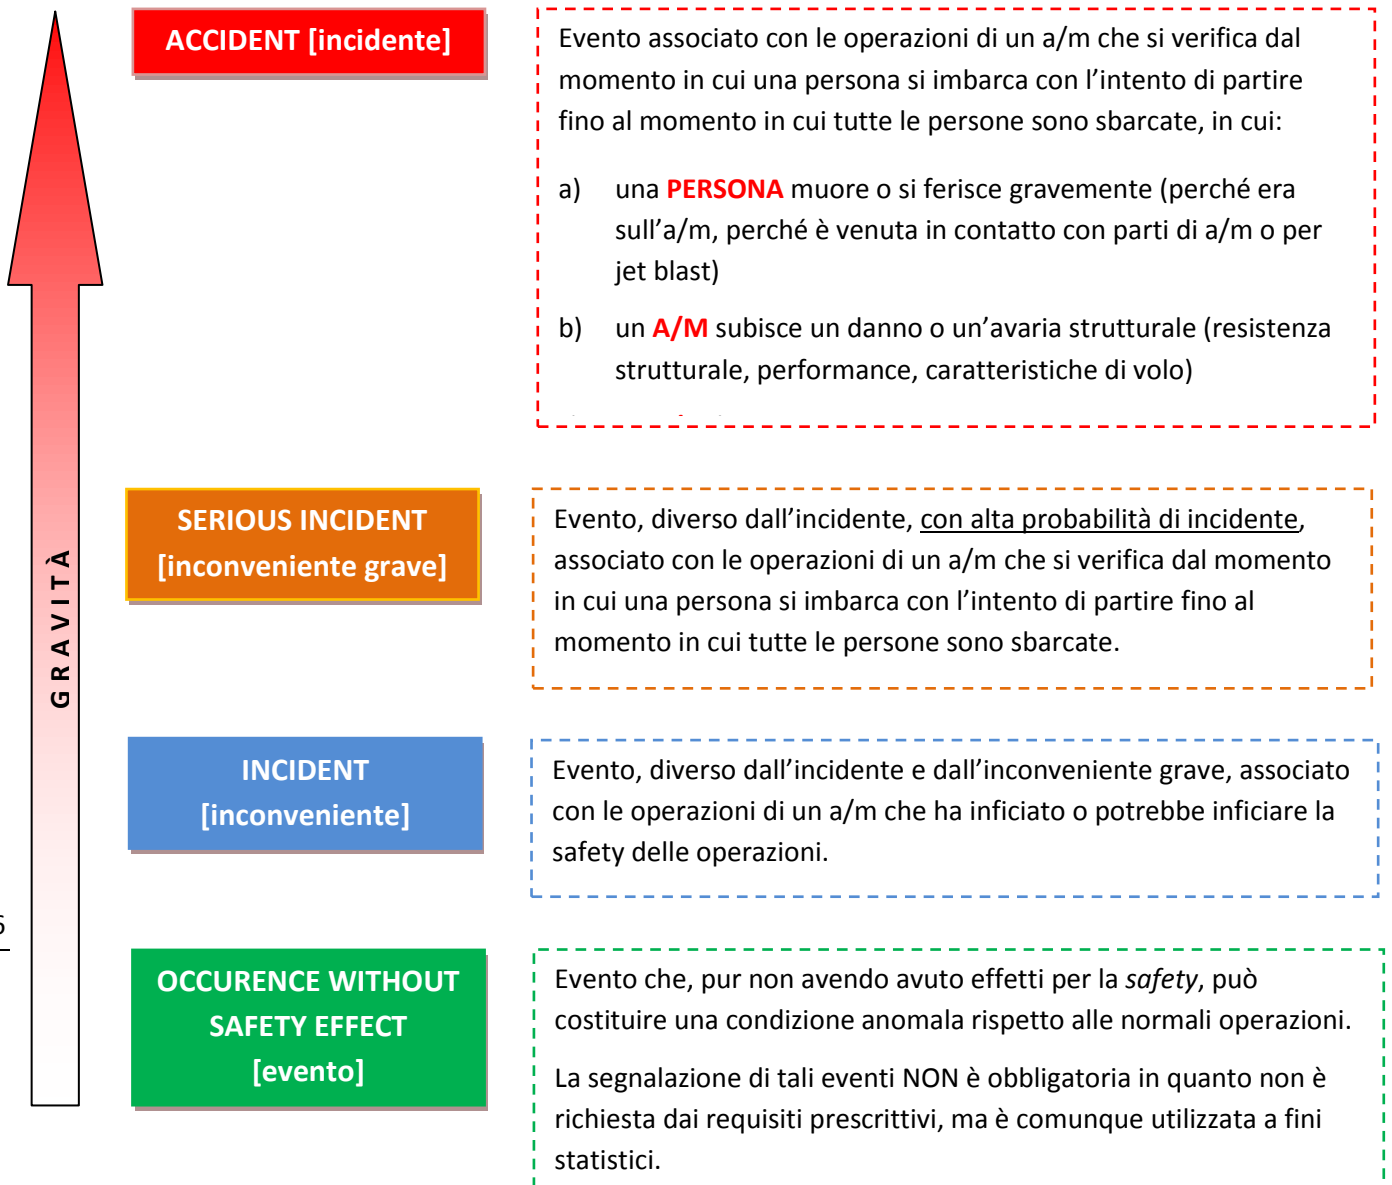 ACCIDENT [incidente]
Evento associato con le operazioni di un a/m che si verifica dal
momento in cui una persona si imbarca con l’intento di partire
fino al momento in cui tutte le persone sono sbarcate, in cui:
a) una PERSONA muore o si ferisce gravemente (perché era
sull’a/m, perché è venuta in contatto con parti di a/m o per
jet blast)
b) un A/M subisce un danno o un’avaria strutturale (resistenza
strutturale, performance, caratteristiche di volo)
GRAVITÀ
SERIOUS INCIDENT
[inconveniente grave]
Evento, diverso dall’incidente, con alta probabilità di incidente,
associato con le operazioni di un a/m che si verifica dal momento
in cui una persona si imbarca con l’intento di partire fino al
momento in cui tutte le persone sono sbarcate.
INCIDENT
[inconveniente]
Evento, diverso dall’incidente e dall’inconveniente grave, associato
con le operazioni di un a/m che ha inficiato o potrebbe inficiare la
safety delle operazioni.
OCCURENCE WITHOUT
SAFETY EFFECT
[evento]
Evento che, pur non avendo avuto effetti per la safety, può
costituire una condizione anomala rispetto alle normali operazioni.
La segnalazione di tali eventi NON è obbligatoria in quanto non è
richiesta dai requisiti prescrittivi, ma è comunque utilizzata a fini
statistici.